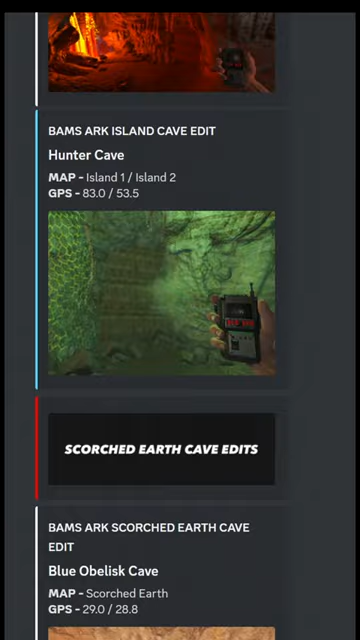 BAMS ARK ISLAND CAVE EDIT
Hunter Cave
MAP - Island 1 / Island 2
GPS - 83.0 / 53.5
SCORCHED EARTH CAVE EDITS
BAMS ARK SCORCHED EARTH CAVE
EDIT
Blue Obelisk Cave
MAP - Scorched Earth
GPS - 29.0 / 28.8